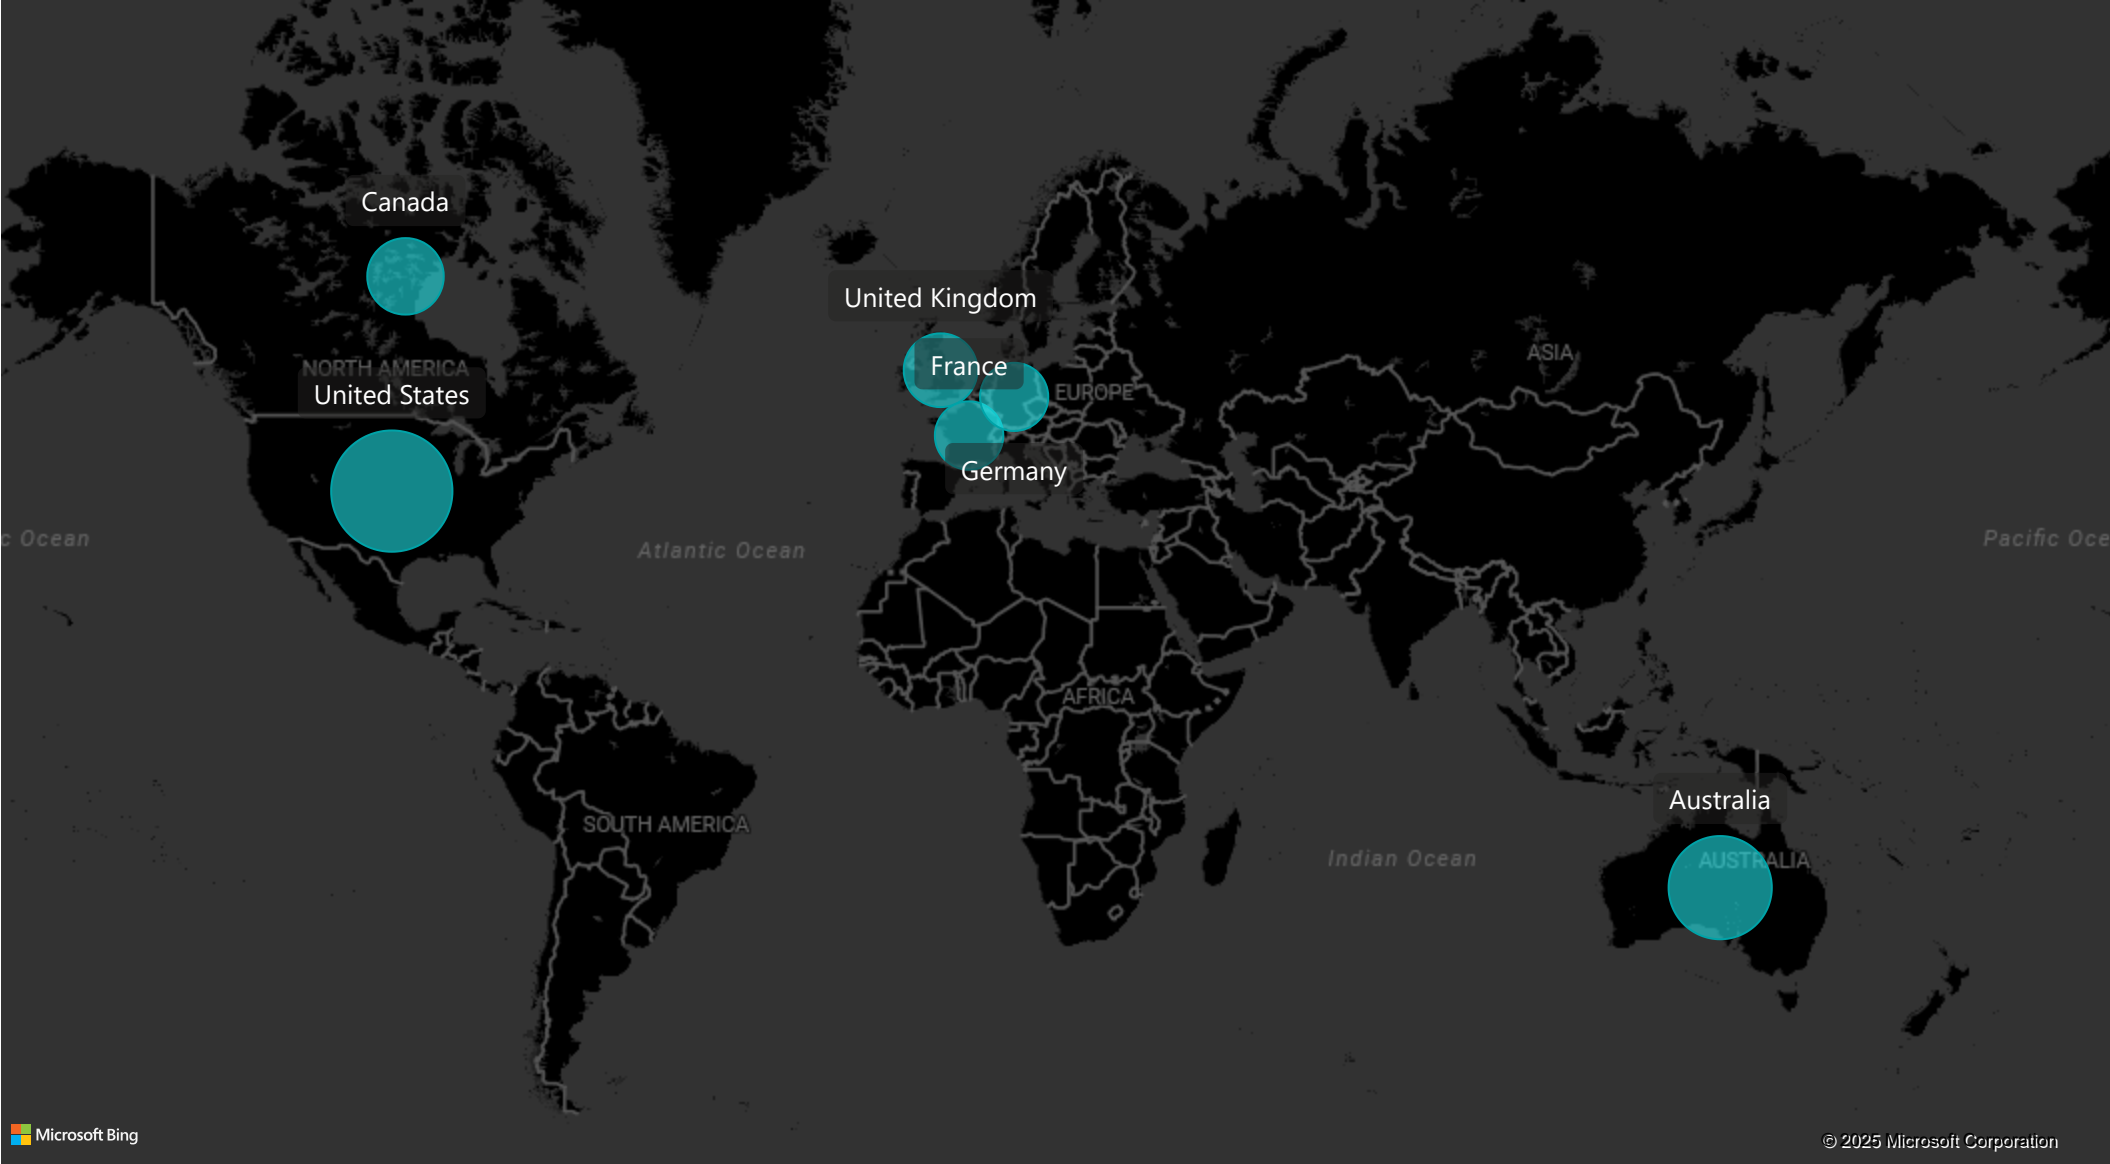 Canada
United Kingdom
ASIA
France
NORTH AMERICA
EUROPE
United States
Germany
c Ocean
Atlantic Ocean
Pacific Oce
AFRICA
Australia
SOUTH AMERICA
Indian Ocean
AUSTRALIA
Microsoft Bing
© 2025 Microsoft Corporation